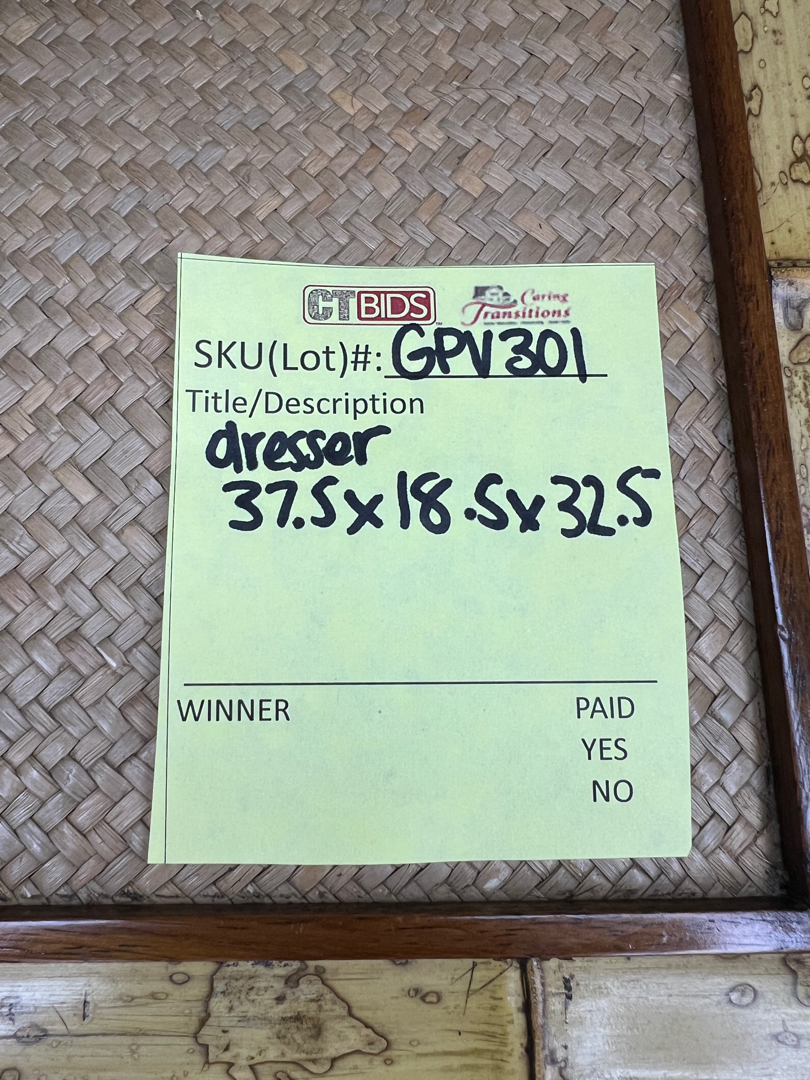 CTBIDS
Caring
Transitions
SKU(Lot)#: GPV301
Title/Description
dresser
37.5x18.5x32.5
WINNER
PAID
YES
NO